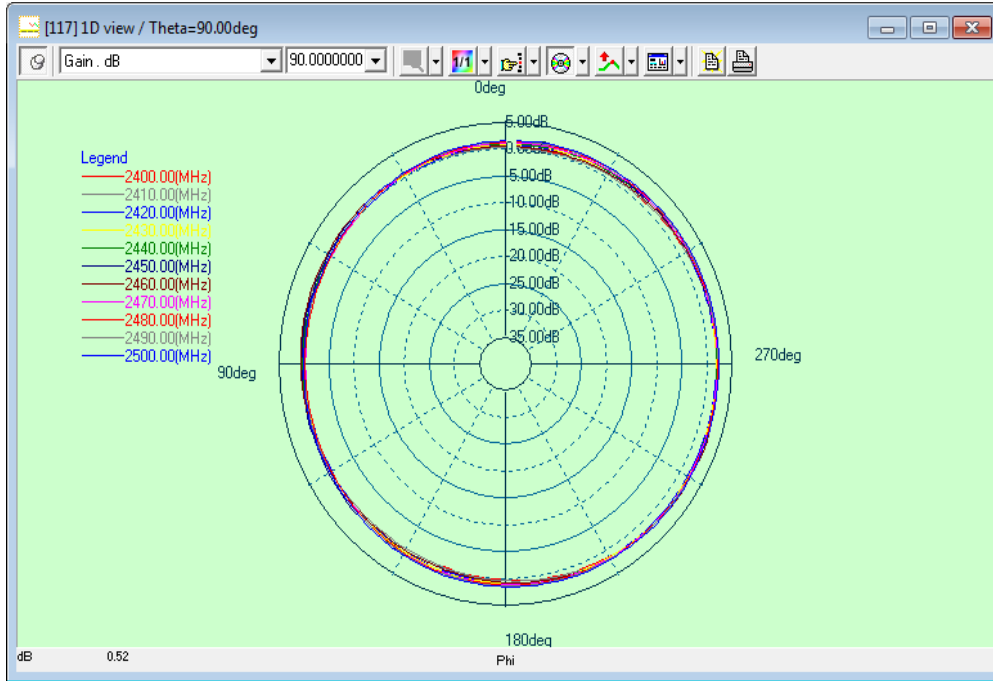 [117] 1D view / Theta=90.00deg
Gain . dB 90.0000000 1/1
0deg
Legend
2400.00(MHz)
2410.00(MHz)
2420.00(MHz)
2430.00(MHz)
2440.00(MHz)
2450.00(MHz)
2460.00(MHz)
2470.00(MHz)
2480.00(MHz)
2490.00(MHz)
2500.00(MHz)
5.00dB
0.00dB
-5.00dB
-10.00dB
-15.00dB
-20.00dB
-25.00dB
-30.00dB
-35.00dB
90deg
270deg
180deg
dB 0.52 Phi